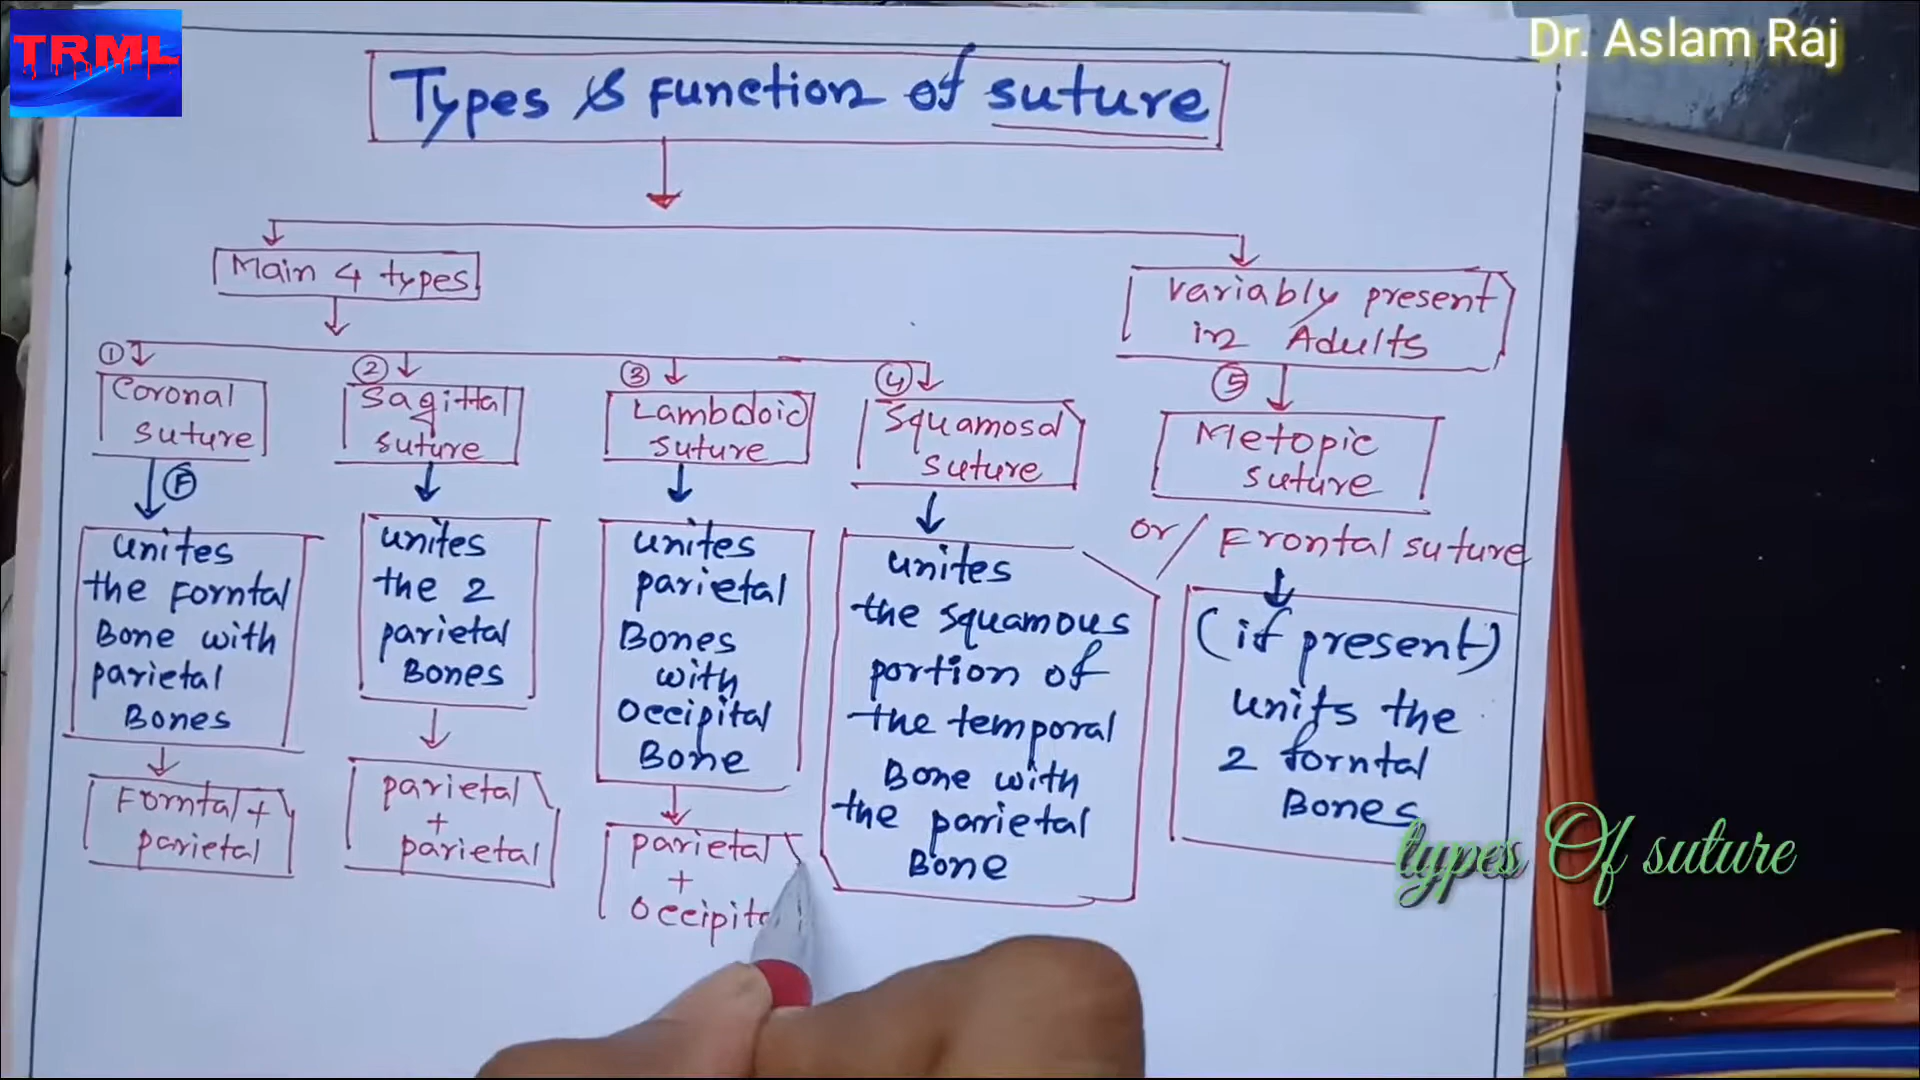 TRML
Dr. Aslam Raj
Types & function of suture
Main 4 types
variably present
in Adults
①
Coronal
suture
F
unites
the Forntal
Bone with
parietal
Bones
Forntal +
parietal
②
Sagittal
suture
unites
the 2
parietal
Bones
parietal
+
parietal
③
Lambdoid
suture
unites
parietal
Bones
with
Occipital
Bone
parietal
+
④
Squamosal
suture
unites
the squamous
portion of
the temporal
Bone with
the parietal
Bone
⑤
Metopic
suture
or / Frontal suture
(if present)
units the
2 forntal
Bones
types Of suture